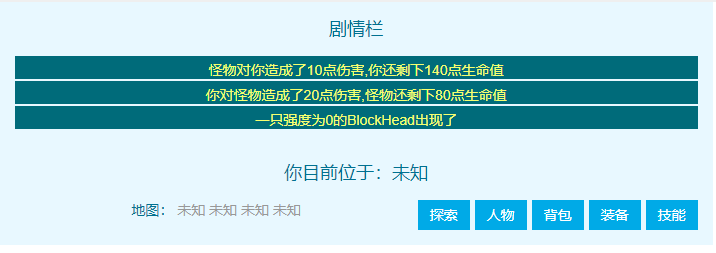 剧情栏
怪物对你造成了10点伤害,你还剩下140点生命值
你对怪物造成了20点伤害,怪物还剩下80点生命值
一只强度为0的BlockHead出现了
你目前位于：未知
地图： 未知 未知 未知 未知 探索 人物 背包 装备 技能